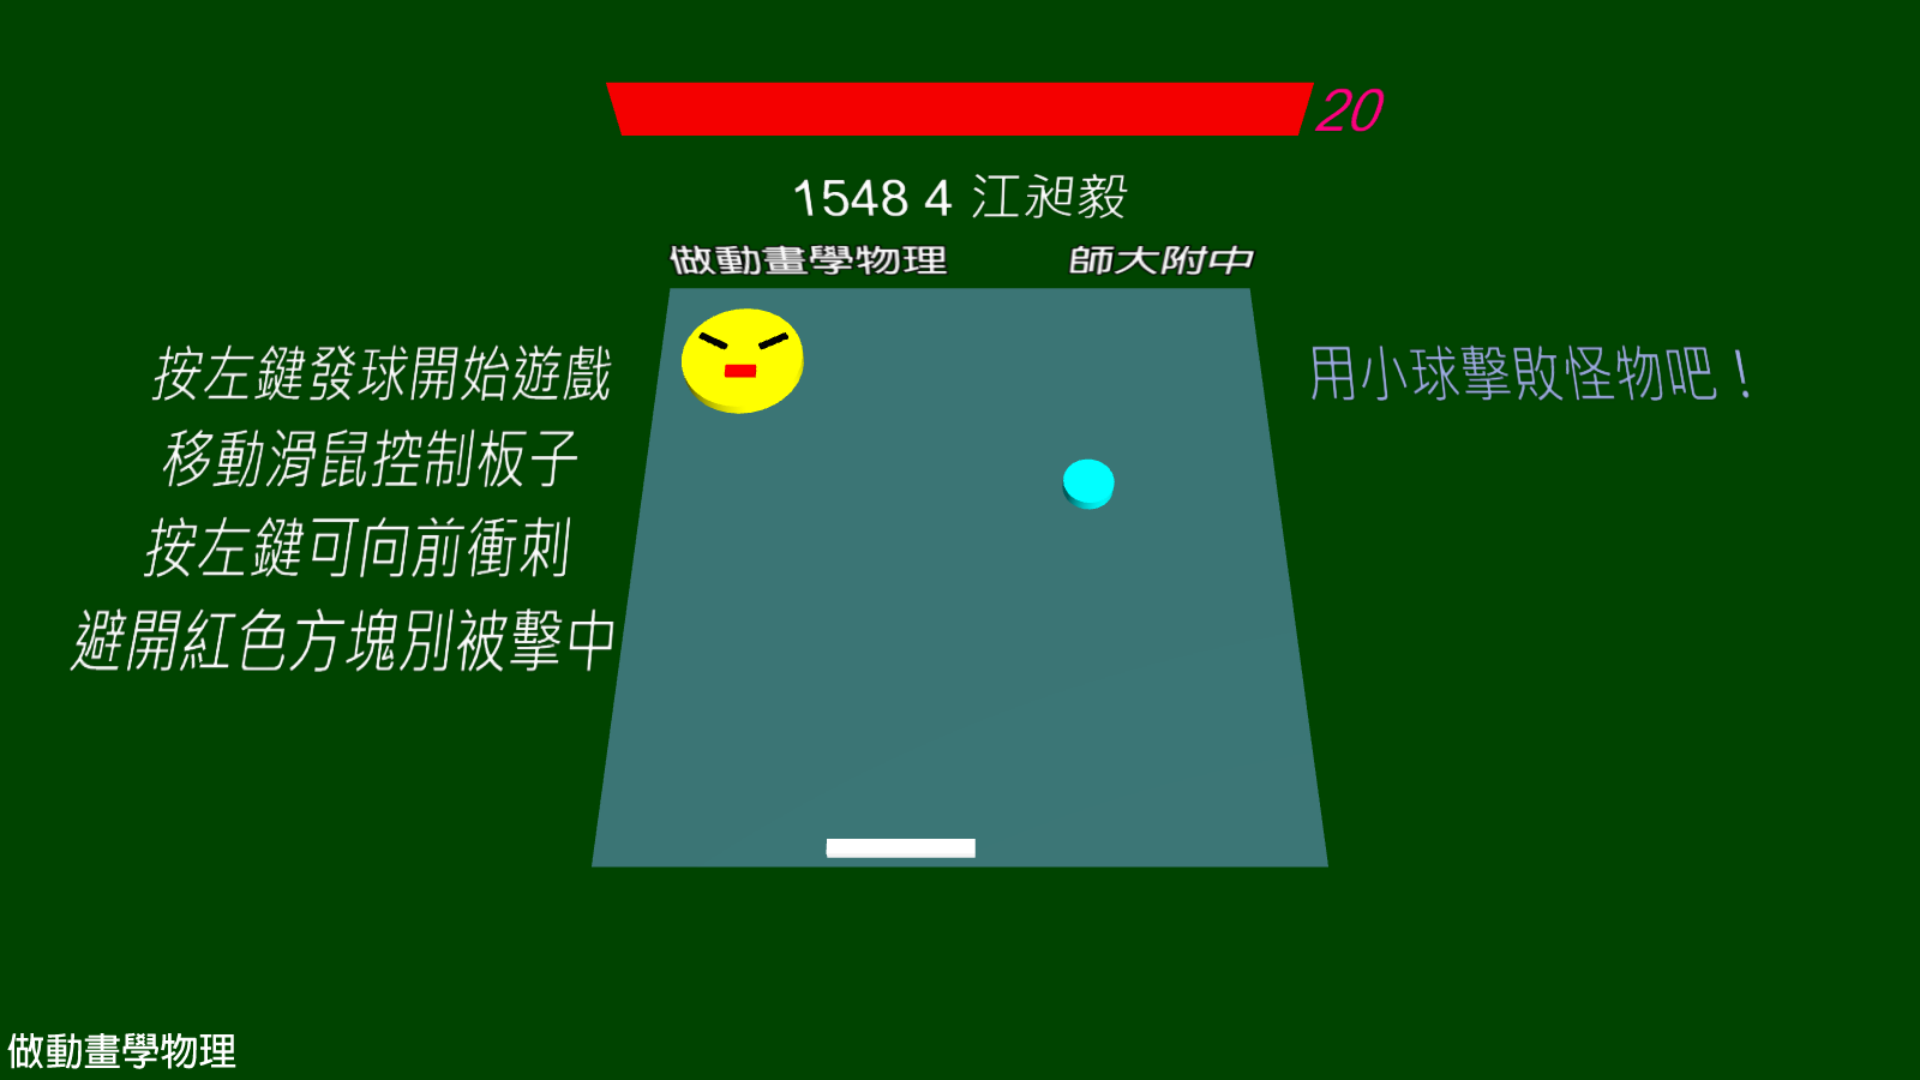 20
1548 4 江昶毅
做動畫學物理 師大附中
按左鍵發球開始遊戲
移動滑鼠控制板子
按左鍵可向前衝刺
避開紅色方塊別被擊中
用小球擊敗怪物吧！
做動畫學物理